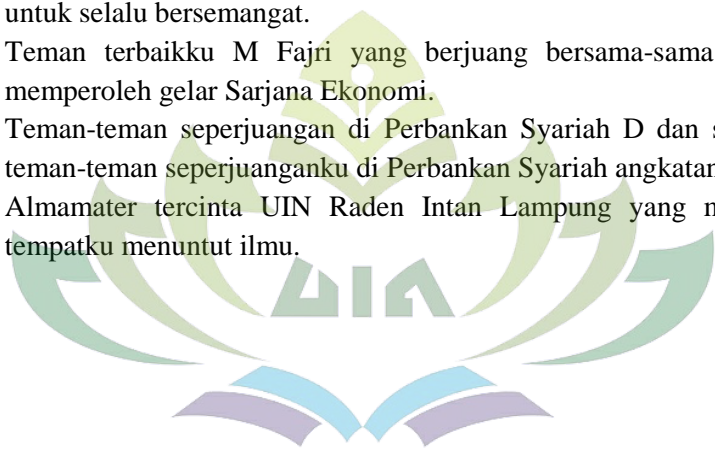 untuk selalu bersemangat.
Teman terbaikku M Fajri yang berjuang bersama-sama
memperoleh gelar Sarjana Ekonomi.
Teman-teman seperjuangan di Perbankan Syariah D dan
teman-teman seperjuanganku di Perbankan Syariah angkatan
Almamater tercinta UIN Raden Intan Lampung yang
tempatku menuntut ilmu.
UIN